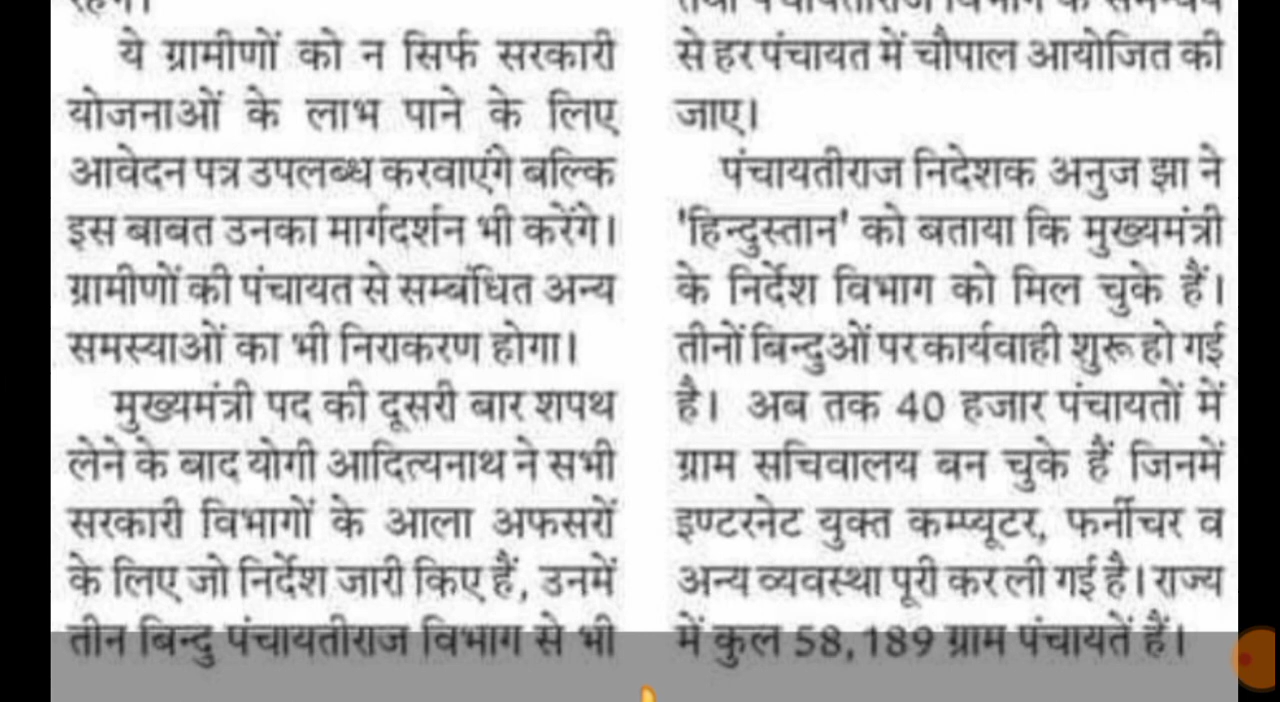 ये ग्रामीणों को न सिर्फ सरकारी
योजनाओं के लाभ पाने के लिए
आवेदन पत्र उपलब्ध करवाएंगे बल्कि
इस बाबत उनका मार्गदर्शन भी करेंगे।
ग्रामीणों की पंचायत से सम्बंधित अन्य
समस्याओं का भी निराकरण होगा।
मुख्यमंत्री पद की दूसरी बार शपथ
लेने के बाद योगी आदित्यनाथ ने सभी
सरकारी विभागों के आला अफसरों
के लिए जो निर्देश जारी किए हैं, उनमें
तीन बिन्दु पंचायतीराज विभाग से भी
से हर पंचायत में चौपाल आयोजित की
जाए।
पंचायतीराज निदेशक अनुज झा ने
'हिन्दुस्तान' को बताया कि मुख्यमंत्री
के निर्देश विभाग को मिल चुके हैं।
तीनों बिन्दुओं पर कार्यवाही शुरू हो गई
है। अब तक 40 हजार पंचायतों में
ग्राम सचिवालय बन चुके हैं जिनमें
इण्टरनेट युक्त कम्प्यूटर, फर्नीचर व
अन्य व्यवस्था पूरी कर ली गई है। राज्य
में कुल 58,189 ग्राम पंचायतें हैं।